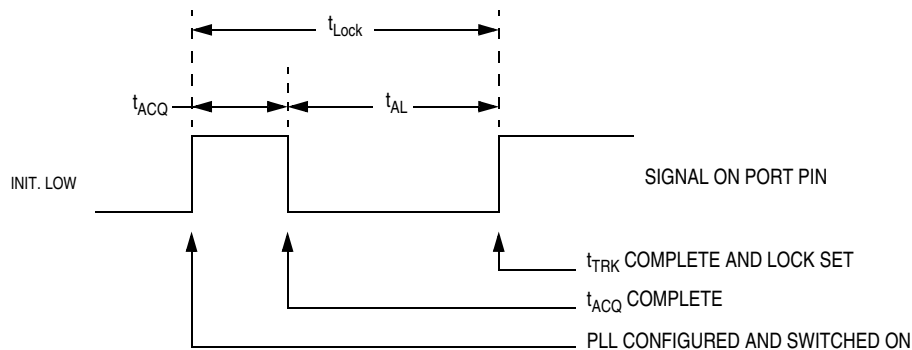 tLock
tACQ
tAL
INIT. LOW
SIGNAL ON PORT PIN
tTRK COMPLETE AND LOCK SET
tACQ COMPLETE
PLL CONFIGURED AND SWITCHED ON